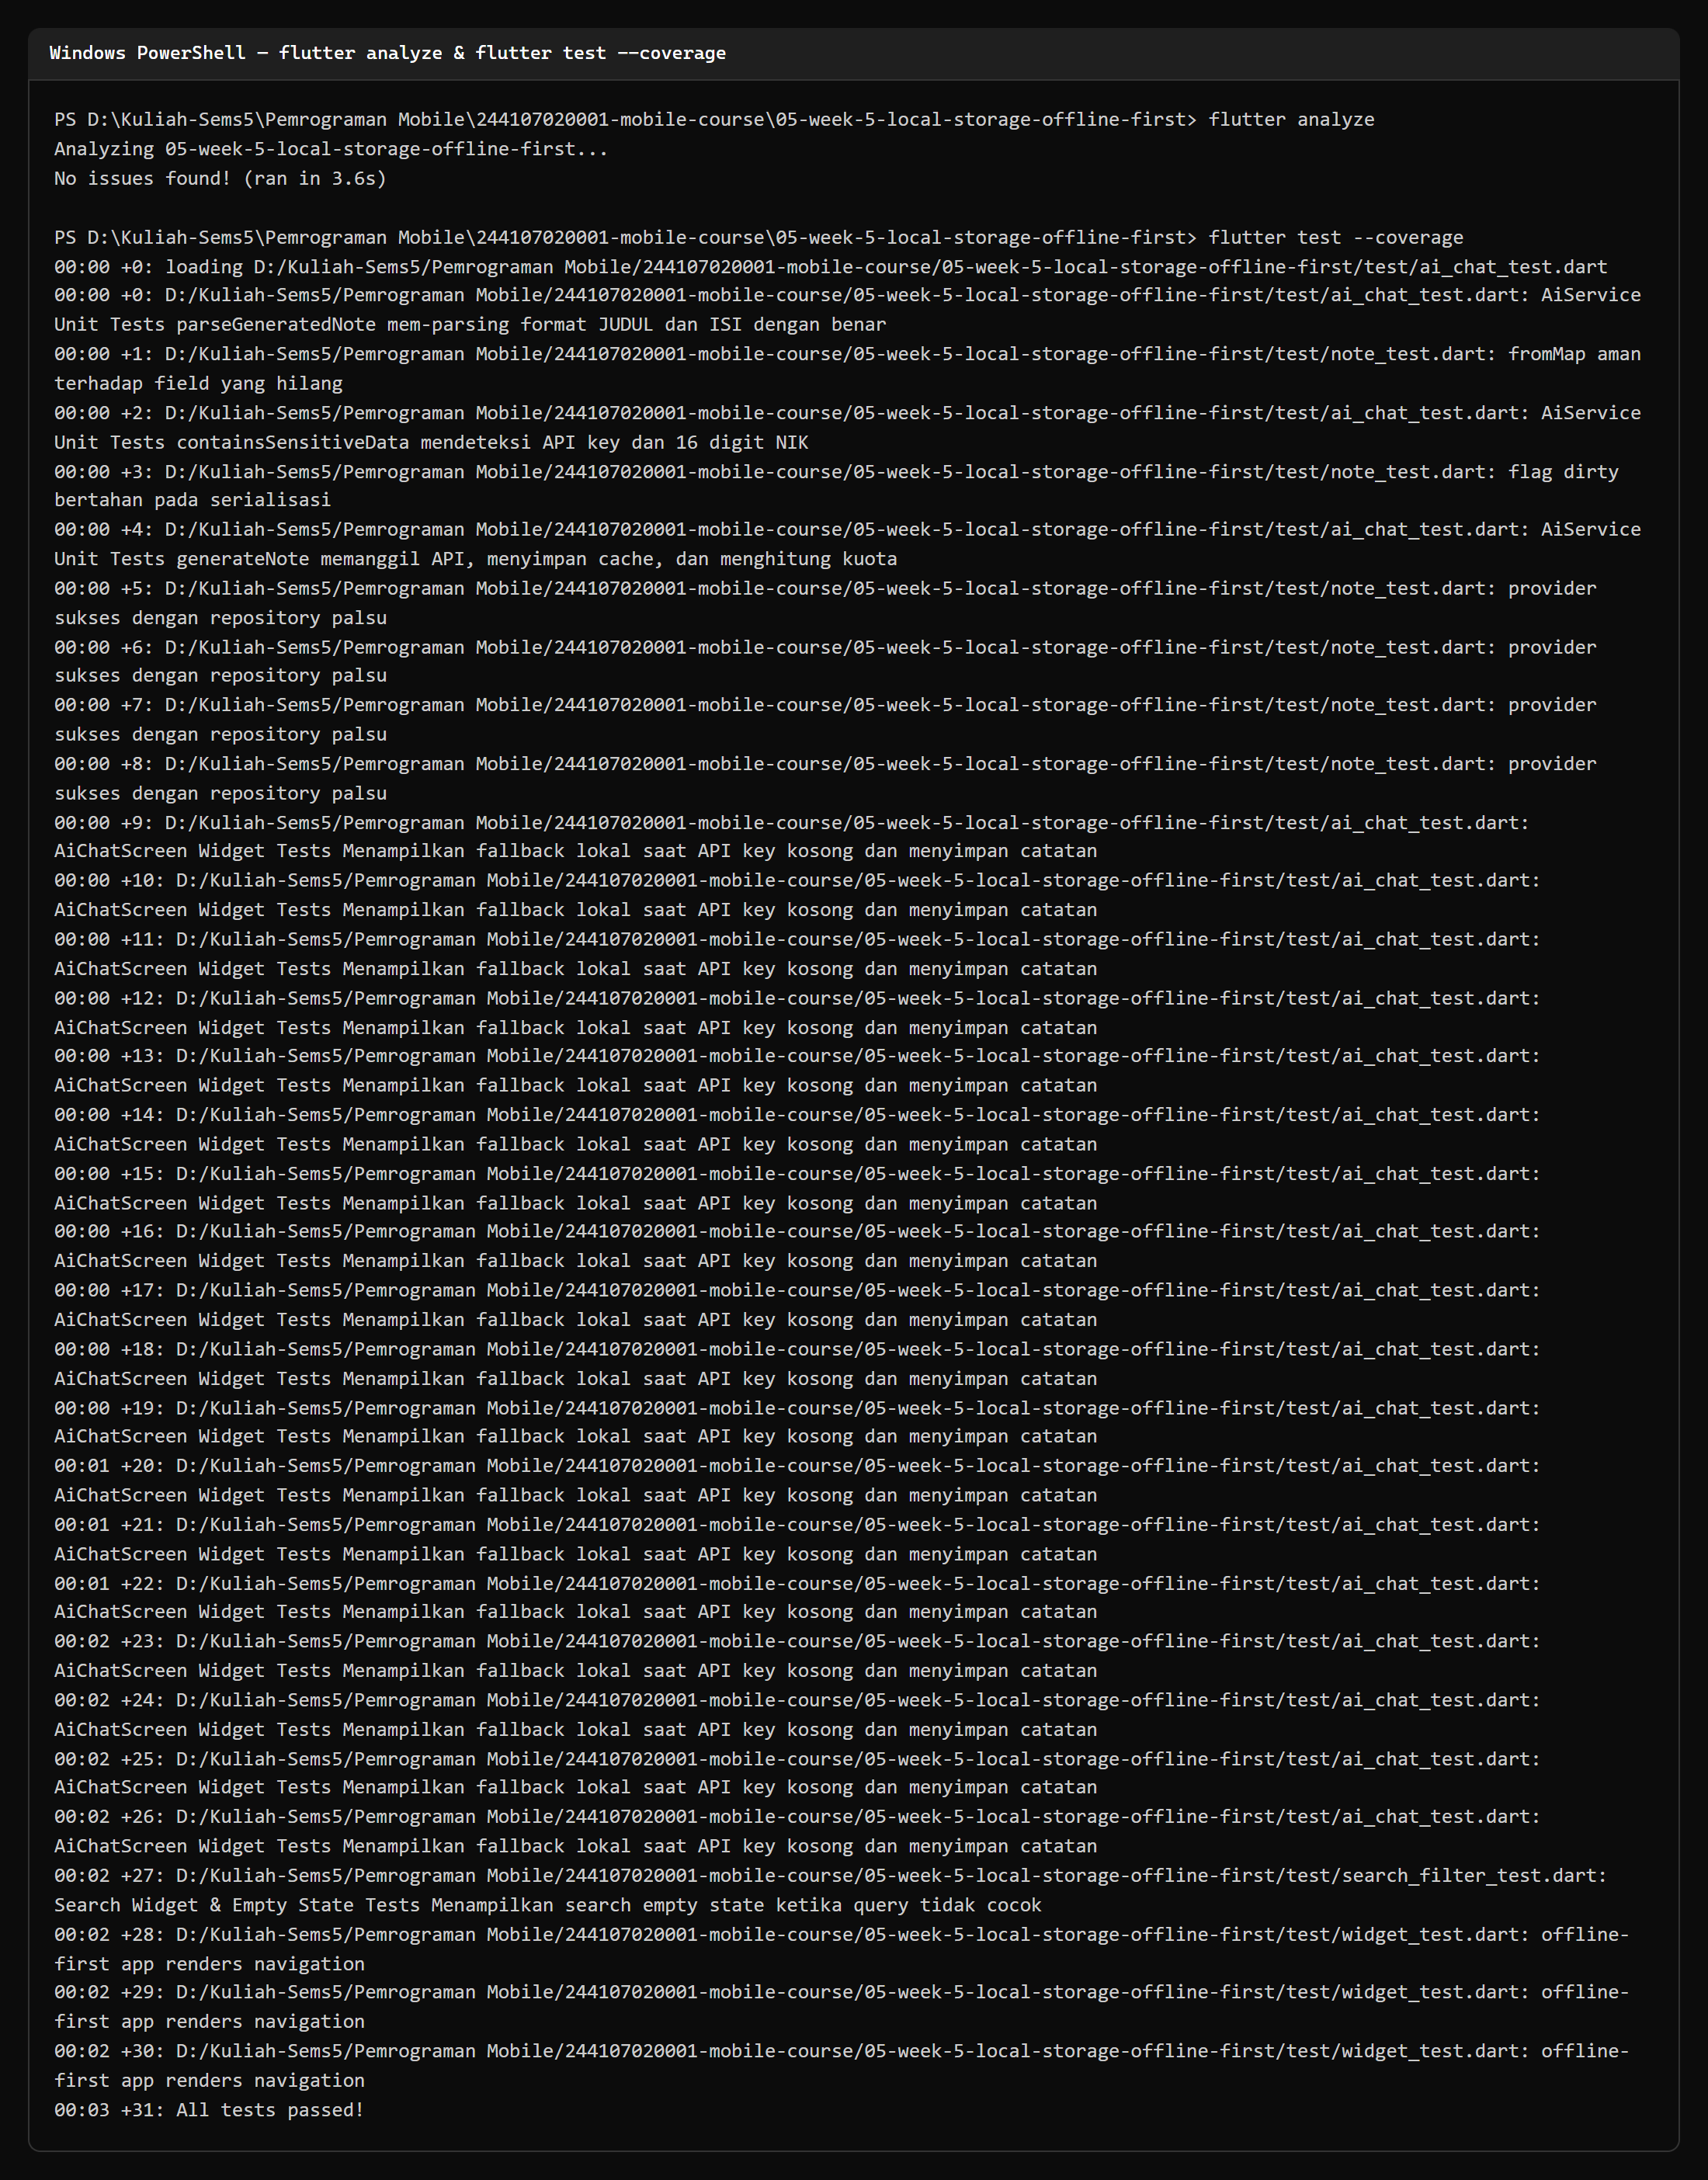 Windows PowerShell — flutter analyze & flutter test --coverage
PS D:\Kuliah-Sems5\Pemrograman Mobile\244107020001-mobile-course\05-week-5-local-storage-offline-first> flutter analyze
Analyzing 05-week-5-local-storage-offline-first...
No issues found! (ran in 3.6s)
PS D:\Kuliah-Sems5\Pemrograman Mobile\244107020001-mobile-course\05-week-5-local-storage-offline-first> flutter test --coverage
00:00 +0: loading D:/Kuliah-Sems5/Pemrograman Mobile/244107020001-mobile-course/05-week-5-local-storage-offline-first/test/ai_chat_test.dart
00:00 +0: D:/Kuliah-Sems5/Pemrograman Mobile/244107020001-mobile-course/05-week-5-local-storage-offline-first/test/ai_chat_test.dart: AiService
Unit Tests parseGeneratedNote mem-parsing format JUDUL dan ISI dengan benar
00:00 +1: D:/Kuliah-Sems5/Pemrograman Mobile/244107020001-mobile-course/05-week-5-local-storage-offline-first/test/note_test.dart: fromMap aman
terhadap field yang hilang
00:00 +2: D:/Kuliah-Sems5/Pemrograman Mobile/244107020001-mobile-course/05-week-5-local-storage-offline-first/test/ai_chat_test.dart: AiService
Unit Tests containsSensitiveData mendeteksi API key dan 16 digit NIK
00:00 +3: D:/Kuliah-Sems5/Pemrograman Mobile/244107020001-mobile-course/05-week-5-local-storage-offline-first/test/note_test.dart: flag dirty
bertahan pada serialisasi
00:00 +4: D:/Kuliah-Sems5/Pemrograman Mobile/244107020001-mobile-course/05-week-5-local-storage-offline-first/test/ai_chat_test.dart: AiService
Unit Tests generateNote memanggil API, menyimpan cache, dan menghitung kuota
00:00 +5: D:/Kuliah-Sems5/Pemrograman Mobile/244107020001-mobile-course/05-week-5-local-storage-offline-first/test/note_test.dart: provider
sukses dengan repository palsu
00:00 +6: D:/Kuliah-Sems5/Pemrograman Mobile/244107020001-mobile-course/05-week-5-local-storage-offline-first/test/note_test.dart: provider
sukses dengan repository palsu
00:00 +7: D:/Kuliah-Sems5/Pemrograman Mobile/244107020001-mobile-course/05-week-5-local-storage-offline-first/test/note_test.dart: provider
sukses dengan repository palsu
00:00 +8: D:/Kuliah-Sems5/Pemrograman Mobile/244107020001-mobile-course/05-week-5-local-storage-offline-first/test/note_test.dart: provider
sukses dengan repository palsu
00:00 +9: D:/Kuliah-Sems5/Pemrograman Mobile/244107020001-mobile-course/05-week-5-local-storage-offline-first/test/ai_chat_test.dart:
AiChatScreen Widget Tests Menampilkan fallback lokal saat API key kosong dan menyimpan catatan
00:00 +10: D:/Kuliah-Sems5/Pemrograman Mobile/244107020001-mobile-course/05-week-5-local-storage-offline-first/test/ai_chat_test.dart:
AiChatScreen Widget Tests Menampilkan fallback lokal saat API key kosong dan menyimpan catatan
00:00 +11: D:/Kuliah-Sems5/Pemrograman Mobile/244107020001-mobile-course/05-week-5-local-storage-offline-first/test/ai_chat_test.dart:
AiChatScreen Widget Tests Menampilkan fallback lokal saat API key kosong dan menyimpan catatan
00:00 +12: D:/Kuliah-Sems5/Pemrograman Mobile/244107020001-mobile-course/05-week-5-local-storage-offline-first/test/ai_chat_test.dart:
AiChatScreen Widget Tests Menampilkan fallback lokal saat API key kosong dan menyimpan catatan
00:00 +13: D:/Kuliah-Sems5/Pemrograman Mobile/244107020001-mobile-course/05-week-5-local-storage-offline-first/test/ai_chat_test.dart:
AiChatScreen Widget Tests Menampilkan fallback lokal saat API key kosong dan menyimpan catatan
00:00 +14: D:/Kuliah-Sems5/Pemrograman Mobile/244107020001-mobile-course/05-week-5-local-storage-offline-first/test/ai_chat_test.dart:
AiChatScreen Widget Tests Menampilkan fallback lokal saat API key kosong dan menyimpan catatan
00:00 +15: D:/Kuliah-Sems5/Pemrograman Mobile/244107020001-mobile-course/05-week-5-local-storage-offline-first/test/ai_chat_test.dart:
AiChatScreen Widget Tests Menampilkan fallback lokal saat API key kosong dan menyimpan catatan
00:00 +16: D:/Kuliah-Sems5/Pemrograman Mobile/244107020001-mobile-course/05-week-5-local-storage-offline-first/test/ai_chat_test.dart:
AiChatScreen Widget Tests Menampilkan fallback lokal saat API key kosong dan menyimpan catatan
00:00 +17: D:/Kuliah-Sems5/Pemrograman Mobile/244107020001-mobile-course/05-week-5-local-storage-offline-first/test/ai_chat_test.dart:
AiChatScreen Widget Tests Menampilkan fallback lokal saat API key kosong dan menyimpan catatan
00:00 +18: D:/Kuliah-Sems5/Pemrograman Mobile/244107020001-mobile-course/05-week-5-local-storage-offline-first/test/ai_chat_test.dart:
AiChatScreen Widget Tests Menampilkan fallback lokal saat API key kosong dan menyimpan catatan
00:00 +19: D:/Kuliah-Sems5/Pemrograman Mobile/244107020001-mobile-course/05-week-5-local-storage-offline-first/test/ai_chat_test.dart:
AiChatScreen Widget Tests Menampilkan fallback lokal saat API key kosong dan menyimpan catatan
00:01 +20: D:/Kuliah-Sems5/Pemrograman Mobile/244107020001-mobile-course/05-week-5-local-storage-offline-first/test/ai_chat_test.dart:
AiChatScreen Widget Tests Menampilkan fallback lokal saat API key kosong dan menyimpan catatan
00:01 +21: D:/Kuliah-Sems5/Pemrograman Mobile/244107020001-mobile-course/05-week-5-local-storage-offline-first/test/ai_chat_test.dart:
AiChatScreen Widget Tests Menampilkan fallback lokal saat API key kosong dan menyimpan catatan
00:01 +22: D:/Kuliah-Sems5/Pemrograman Mobile/244107020001-mobile-course/05-week-5-local-storage-offline-first/test/ai_chat_test.dart:
AiChatScreen Widget Tests Menampilkan fallback lokal saat API key kosong dan menyimpan catatan
00:02 +23: D:/Kuliah-Sems5/Pemrograman Mobile/244107020001-mobile-course/05-week-5-local-storage-offline-first/test/ai_chat_test.dart:
AiChatScreen Widget Tests Menampilkan fallback lokal saat API key kosong dan menyimpan catatan
00:02 +24: D:/Kuliah-Sems5/Pemrograman Mobile/244107020001-mobile-course/05-week-5-local-storage-offline-first/test/ai_chat_test.dart:
AiChatScreen Widget Tests Menampilkan fallback lokal saat API key kosong dan menyimpan catatan
00:02 +25: D:/Kuliah-Sems5/Pemrograman Mobile/244107020001-mobile-course/05-week-5-local-storage-offline-first/test/ai_chat_test.dart:
AiChatScreen Widget Tests Menampilkan fallback lokal saat API key kosong dan menyimpan catatan
00:02 +26: D:/Kuliah-Sems5/Pemrograman Mobile/244107020001-mobile-course/05-week-5-local-storage-offline-first/test/ai_chat_test.dart:
AiChatScreen Widget Tests Menampilkan fallback lokal saat API key kosong dan menyimpan catatan
00:02 +27: D:/Kuliah-Sems5/Pemrograman Mobile/244107020001-mobile-course/05-week-5-local-storage-offline-first/test/search_filter_test.dart:
Search Widget & Empty State Tests Menampilkan search empty state ketika query tidak cocok
00:02 +28: D:/Kuliah-Sems5/Pemrograman Mobile/244107020001-mobile-course/05-week-5-local-storage-offline-first/test/widget_test.dart: offline-
first app renders navigation
00:02 +29: D:/Kuliah-Sems5/Pemrograman Mobile/244107020001-mobile-course/05-week-5-local-storage-offline-first/test/widget_test.dart: offline-
first app renders navigation
00:02 +30: D:/Kuliah-Sems5/Pemrograman Mobile/244107020001-mobile-course/05-week-5-local-storage-offline-first/test/widget_test.dart: offline-
first app renders navigation
00:03 +31: All tests passed!